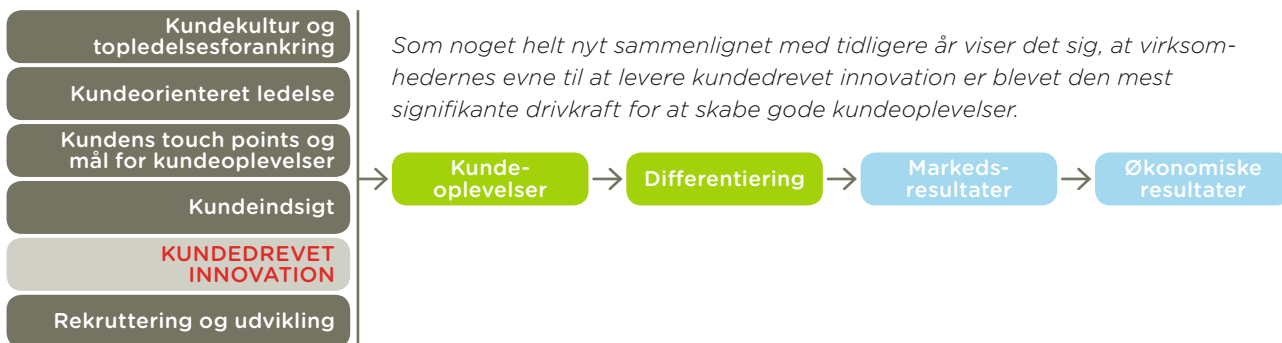 Kundekultur og
topledelsesforankring
Kundeorienteret ledelse
Kundens touch points og
mål for kundeoplevelser
Kundeindsigt
KUNDEDREVET
INNOVATION
Rekruttering og udvikling
Som noget helt nyt sammenlignet med tidligere år viser det sig, at virksom-
hedernes evne til at levere kundedrevet innovation er blevet den mest
signifikante drivkraft for at skabe gode kundeoplevelser.
Kunde-
oplevelser
Differentiering
Markeds-
resultater
Økonomiske
resultater